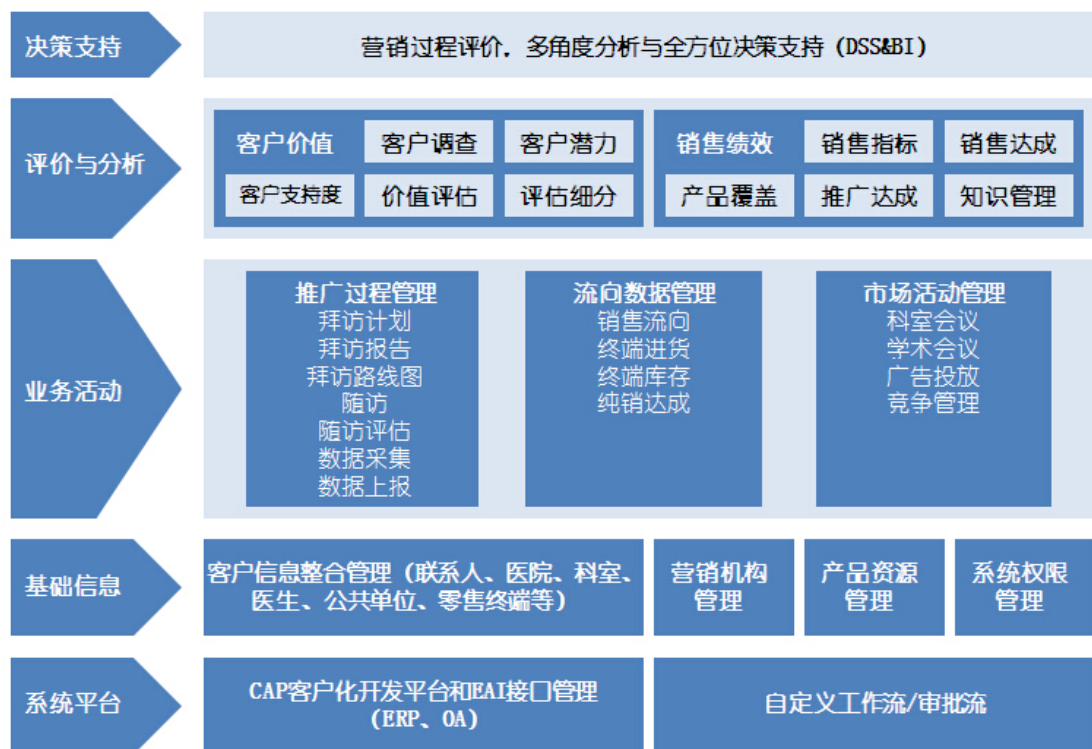 决策支持
营销过程评价，多角度分析与全方位决策支持（DSS&BI）
评价与分析
客户价值
客户调查
客户潜力
客户支持度
价值评估
评估细分
销售绩效
销售指标
销售达成
产品覆盖
推广达成
知识管理
业务活动
推广过程管理
拜访计划
拜访报告
拜访路线图
随访
随访评估
数据采集
数据上报
流向数据管理
销售流向
终端进货
终端库存
纯销达成
市场活动管理
科室会议
学术会议
广告投放
竞争管理
基础信息
客户信息整合管理（联系人、医院、科室、
医生、公共单位、零售终端等）
营销机构
管理
产品资源
管理
系统权限
管理
系统平台
CAP客户化开发平台和EAI接口管理
（ERP、OA）
自定义工作流/审批流